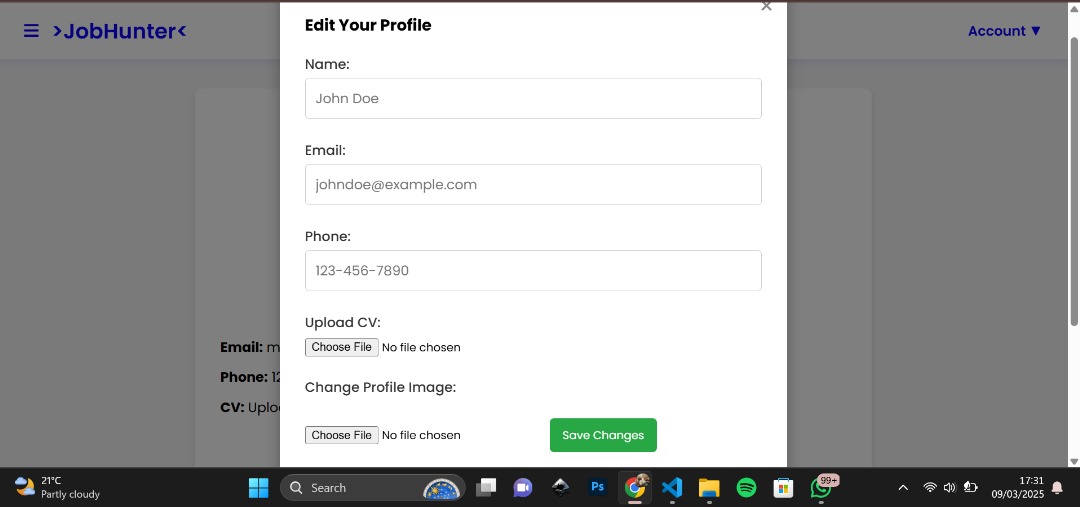 ☰ >JobHunter<
Account ▼
×
Edit Your Profile
Name:
John Doe
Email:
johndoe@example.com
Phone:
123-456-7890
Upload CV:
Choose File No file chosen
Change Profile Image:
Choose File No file chosen
Save Changes
Email: m
Phone: 12
CV: Uplo
21°C
Partly cloudy
Search
Ps
99+
17:31
09/03/2025